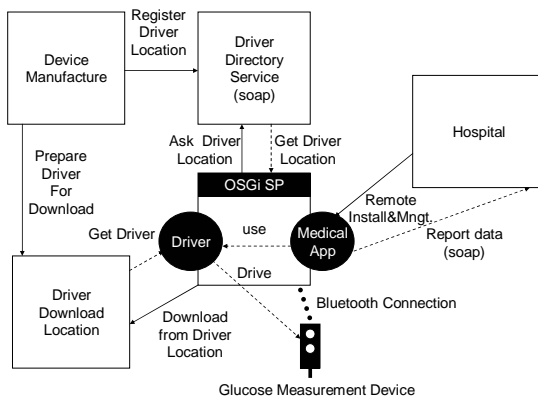 Register
Driver
Location
Device
Manufacture
Driver
Directory
Service
(soap)
Hospital
Ask Driver
Location
Get Driver
Location
Prepare
Driver
For
Download
OSGi SP
Remote
Install&Mngt.
Get Driver
Driver
use
Medical
App
Report data
(soap)
Drive
Driver
Download
Location
Download
from Driver
Location
Bluetooth Connection
Glucose Measurement Device